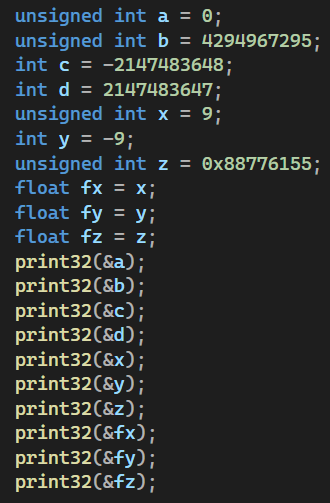 unsigned int a = 0;
unsigned int b = 4294967295;
int c = -2147483648;
int d = 2147483647;
unsigned int x = 9;
int y = -9;
unsigned int z = 0x88776155;
float fx = x;
float fy = y;
float fz = z;
print32(&a);
print32(&b);
print32(&c);
print32(&d);
print32(&x);
print32(&y);
print32(&z);
print32(&fx);
print32(&fy);
print32(&fz);